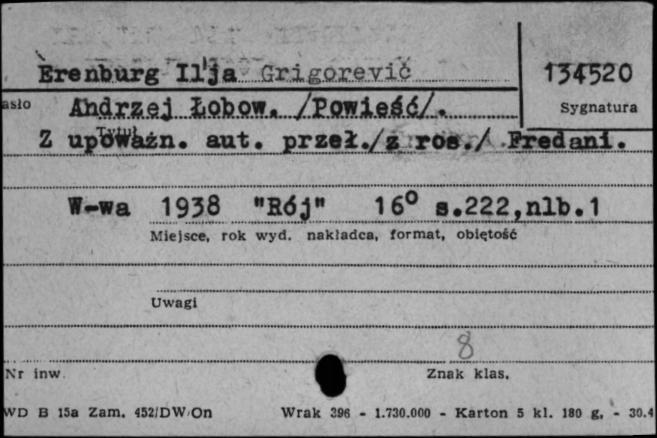 Erenburg Il'ja Grigorevič
134520
asło
Andrzej Łobow. /Powieść/.
Sygnatura
Tytuł
Z upoważn. aut. przeł./z ros./ Fredani.
W-wa 1938 "Rój" 16° s.222,nlb.1
Miejsce, rok wyd. nakładca, format, objętość
Uwagi
8
Nr inw.
Znak klas.
WD B 15a Zam. 452/DW/On
Wrak 396 - 1.730.000 - Karton 5 kl. 180 g. - 30.4